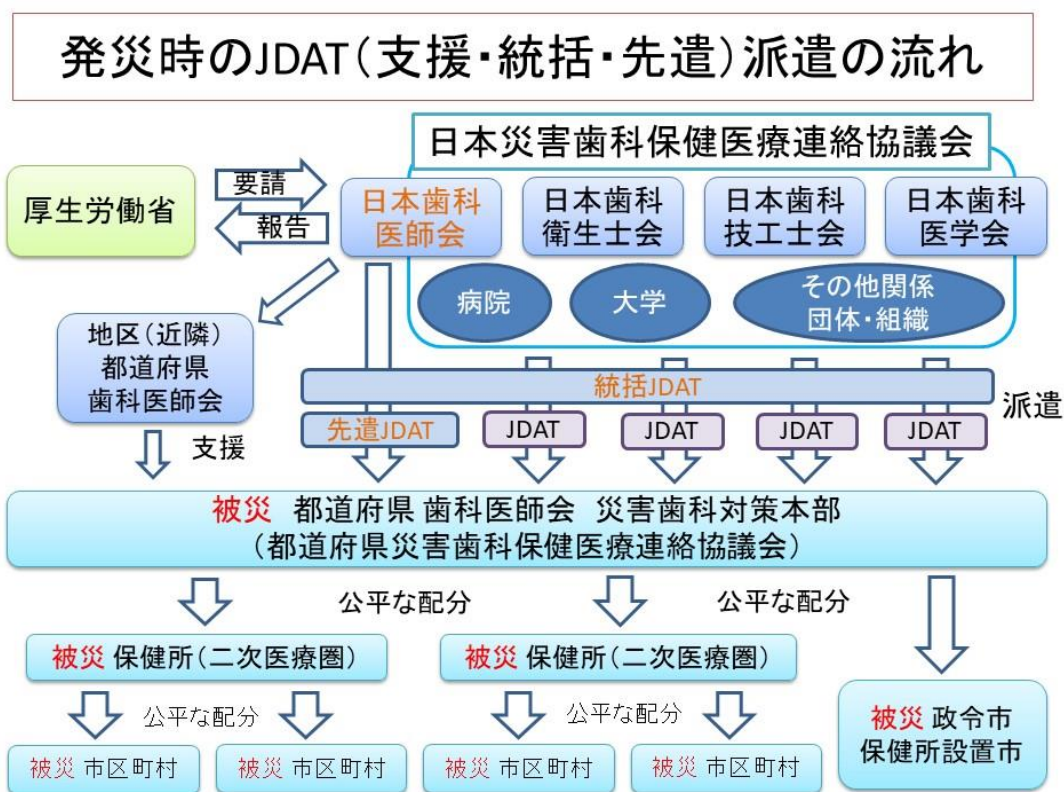 発災時のJDAT(支援・統括・先遣)派遣の流れ
日本災害歯科保健医療連絡協議会
厚生労働省
要請
報告
日本歯科
医師会
日本歯科
衛生士会
日本歯科
技工士会
日本歯科
医学会
病院
大学
その他関係
団体・組織
地区(近隣)
都道府県
歯科医師会
支援
統括JDAT
派遣
先遣JDAT
JDAT
JDAT
JDAT
JDAT
被災 都道府県 歯科医師会 災害歯科対策本部
(都道府県災害歯科保健医療連絡協議会)
公平な配分
公平な配分
被災 保健所(二次医療圏)
被災 保健所(二次医療圏)
公平な配分
公平な配分
被災 政令市
保健所設置市
被災 市区町村
被災 市区町村
被災 市区町村
被災 市区町村